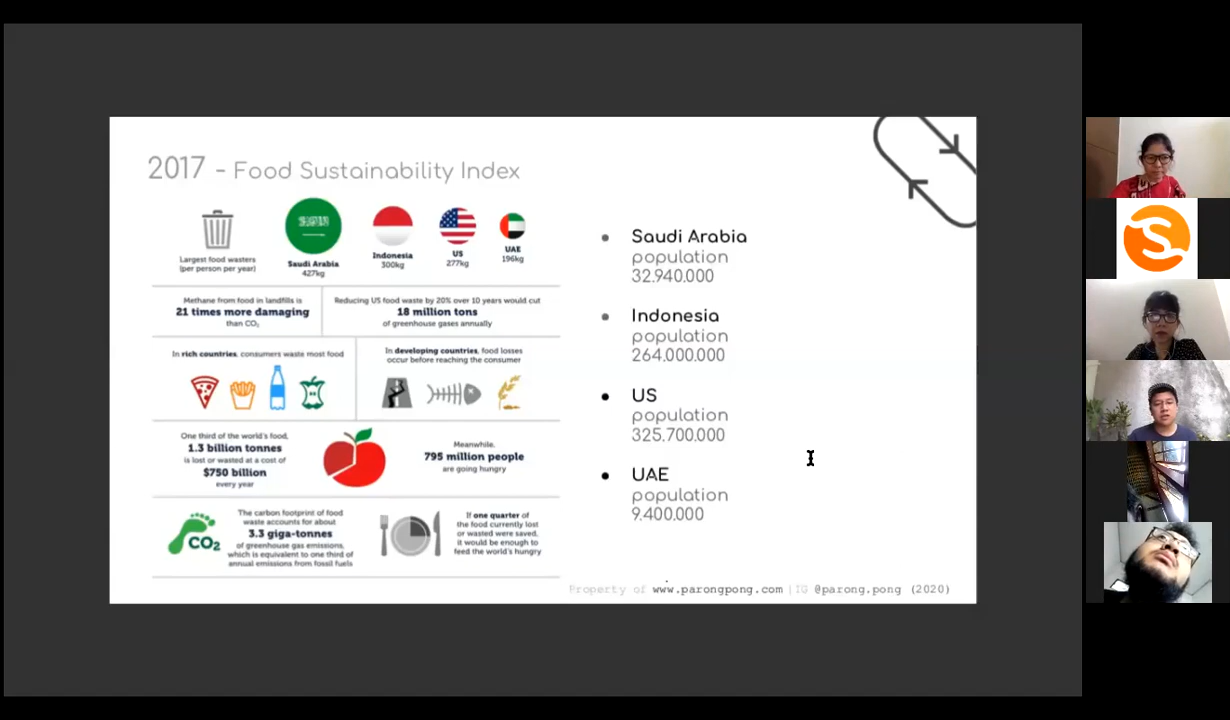 2017 - Food Sustainability Index
Largest food wasters
(per person per year)
Saudi Arabia
427kg
Indonesia
300kg
US
277kg
UAE
196kg
Methane from food in landfills is
21 times more damaging
than CO₂
Reducing US food waste by 20% over 10 years would cut
18 million tons
of greenhouse gases annually
In rich countries, consumers waste most food
In developing countries, food losses
occur before reaching the consumer
One third of the world's food,
1.3 billion tonnes
is lost or wasted at a cost of
$750 billion
every year
Meanwhile,
795 million people
are going hungry
CO₂
The carbon footprint of food
waste accounts for about
3.3 giga-tonnes
of greenhouse gas emissions,
which is equivalent to one third of
annual emissions from fossil fuels
If one quarter of
the food currently lost
or wasted were saved,
it would be enough to
feed the world's hungry
Saudi Arabia
population
32.940.000
Indonesia
population
264.000.000
US
population
325.700.000
UAE
population
9.400.000
Property of www.parongpong.com | IG @parong.pong (2020)